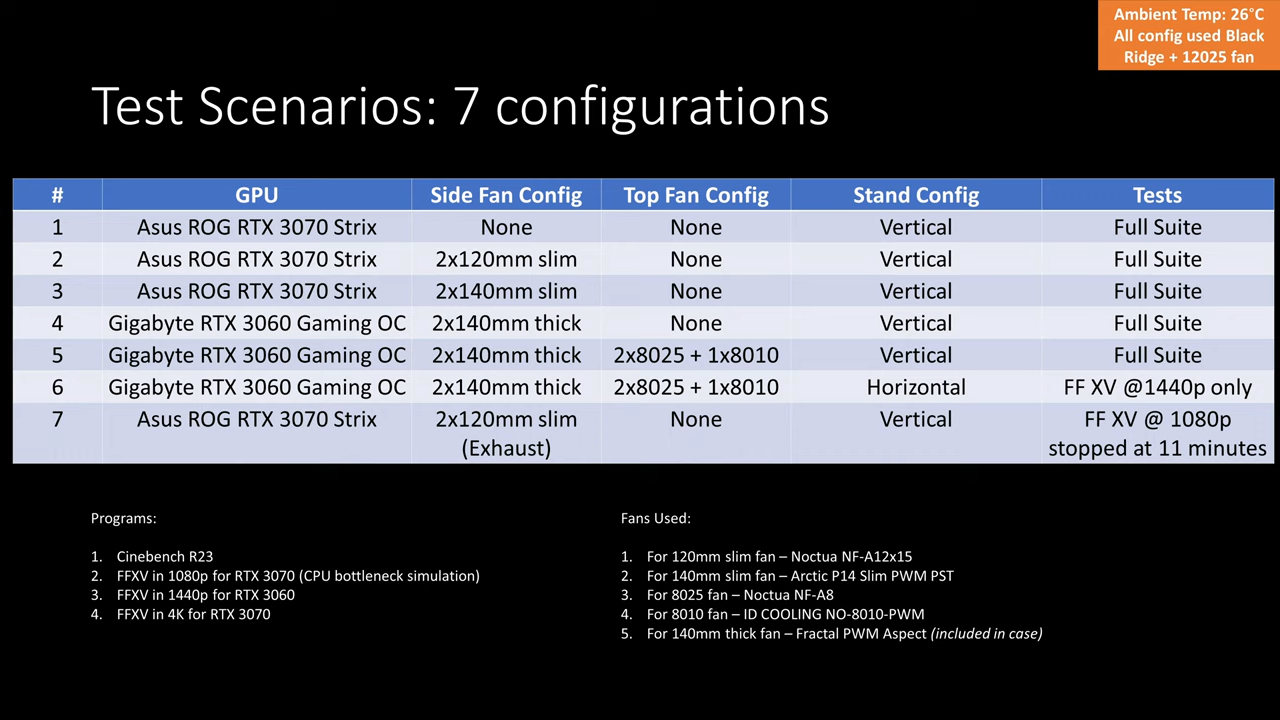 Ambient Temp: 26°C
All config used Black
Ridge + 12025 fan
Test Scenarios: 7 configurations
# GPU Side Fan Config Top Fan Config Stand Config Tests
1 Asus ROG RTX 3070 Strix None None Vertical Full Suite
2 Asus ROG RTX 3070 Strix 2x120mm slim None Vertical Full Suite
3 Asus ROG RTX 3070 Strix 2x140mm slim None Vertical Full Suite
4 Gigabyte RTX 3060 Gaming OC 2x140mm thick None Vertical Full Suite
5 Gigabyte RTX 3060 Gaming OC 2x140mm thick 2x8025 + 1x8010 Vertical Full Suite
6 Gigabyte RTX 3060 Gaming OC 2x140mm thick 2x8025 + 1x8010 Horizontal FF XV @1440p only
7 Asus ROG RTX 3070 Strix 2x120mm slim None Vertical FF XV @ 1080p
(Exhaust) stopped at 11 minutes
Programs:
1. Cinebench R23
2. FFXV in 1080p for RTX 3070 (CPU bottleneck simulation)
3. FFXV in 1440p for RTX 3060
4. FFXV in 4K for RTX 3070
Fans Used:
1. For 120mm slim fan – Noctua NF-A12x15
2. For 140mm slim fan – Arctic P14 Slim PWM PST
3. For 8025 fan – Noctua NF-A8
4. For 8010 fan – ID COOLING NO-8010-PWM
5. For 140mm thick fan – Fractal PWM Aspect (included in case)